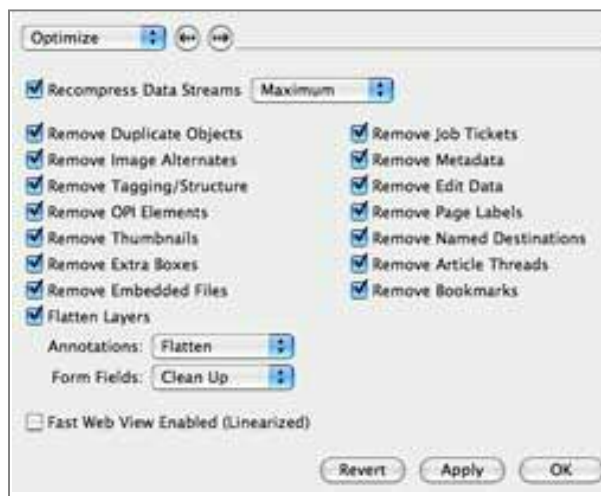 Optimize
Recompress Data Streams Maximum
Remove Duplicate Objects
Remove Image Alternates
Remove Tagging/Structure
Remove OPI Elements
Remove Thumbnails
Remove Extra Boxes
Remove Embedded Files
Flatten Layers
Remove Job Tickets
Remove Metadata
Remove Edit Data
Remove Page Labels
Remove Named Destinations
Remove Article Threads
Remove Bookmarks
Annotations: Flatten
Form Fields: Clean Up
Fast Web View Enabled (Linearized)
Revert Apply OK